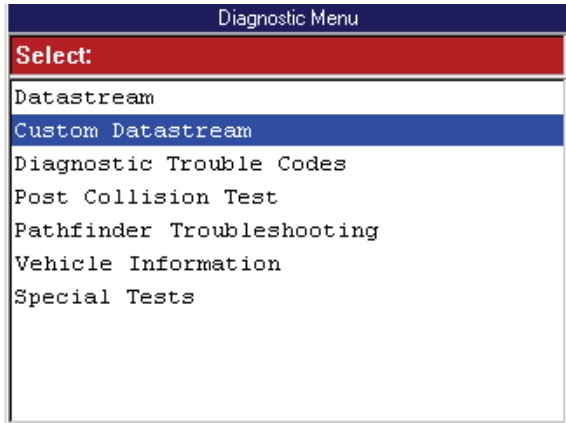 Diagnostic Menu
Select:
Datastream
Custom Datastream
Diagnostic Trouble Codes
Post Collision Test
Pathfinder Troubleshooting
Vehicle Information
Special Tests